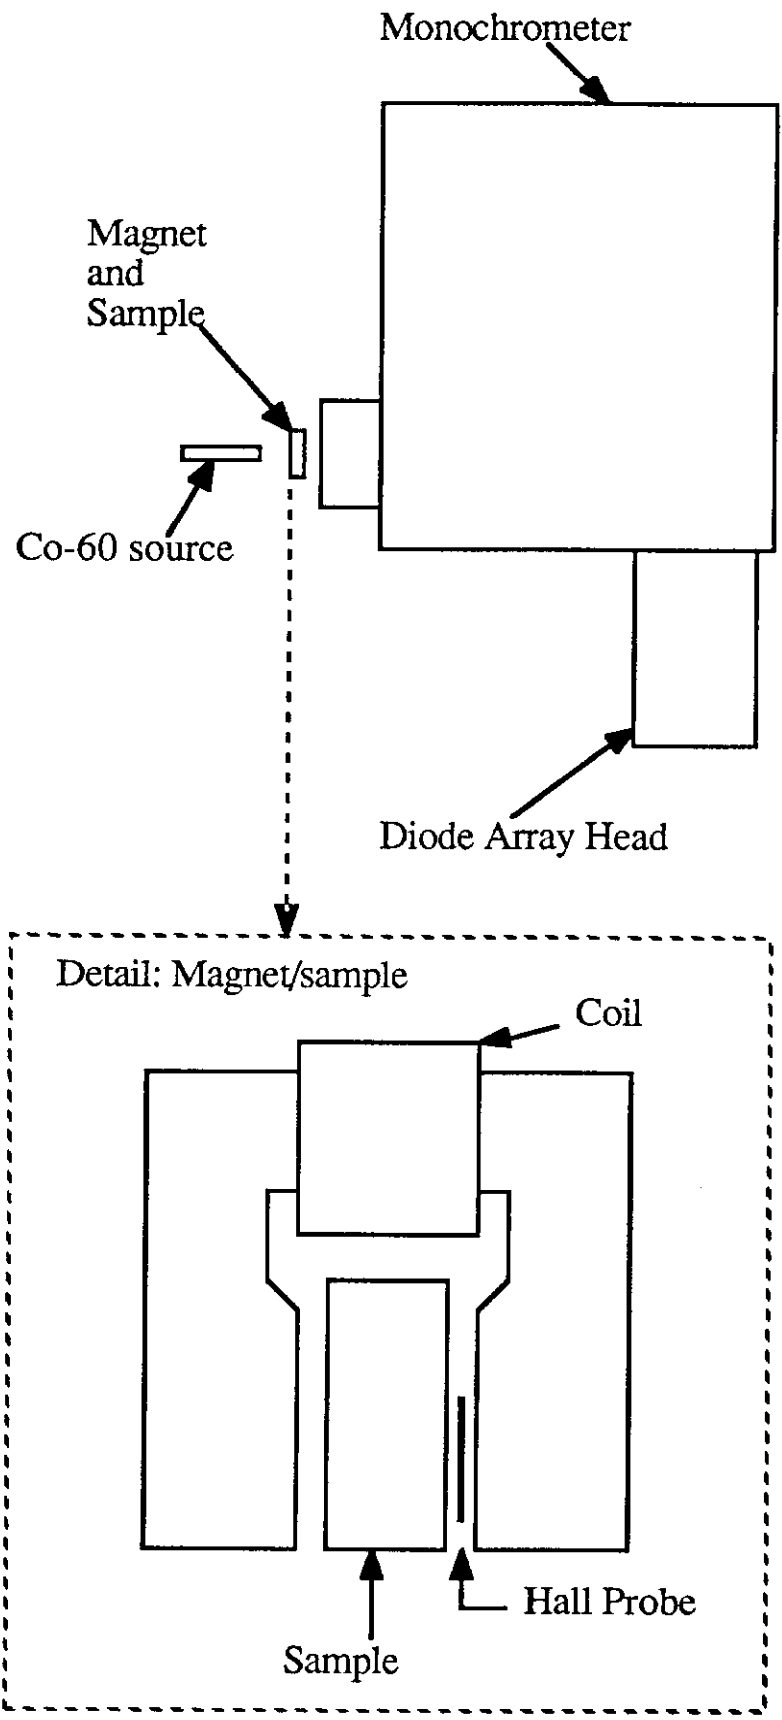 Monochrometer
Magnet
and
Sample
Co-60 source
Diode Array Head
Detail: Magnet/sample
Coil
Hall Probe
Sample